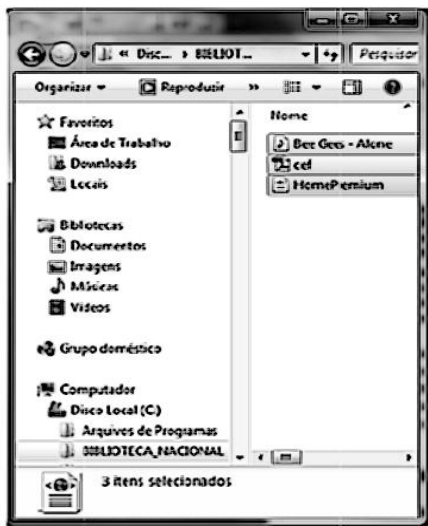 « Disc... ▸ BIBLIOT...
Pesquisar
Organizar
Reproduzir
»
Nome
Favoritos
Área de Trabalho
Downloads
Locais
Bibliotecas
Documentos
Imagens
Músicas
Vídeos
Grupo doméstico
Computador
Disco Local (C:)
Arquivos de Programas
BIBLIOTECA_NACIONAL
Bee Gees - Alone
cef
HomePremium
3 itens selecionados